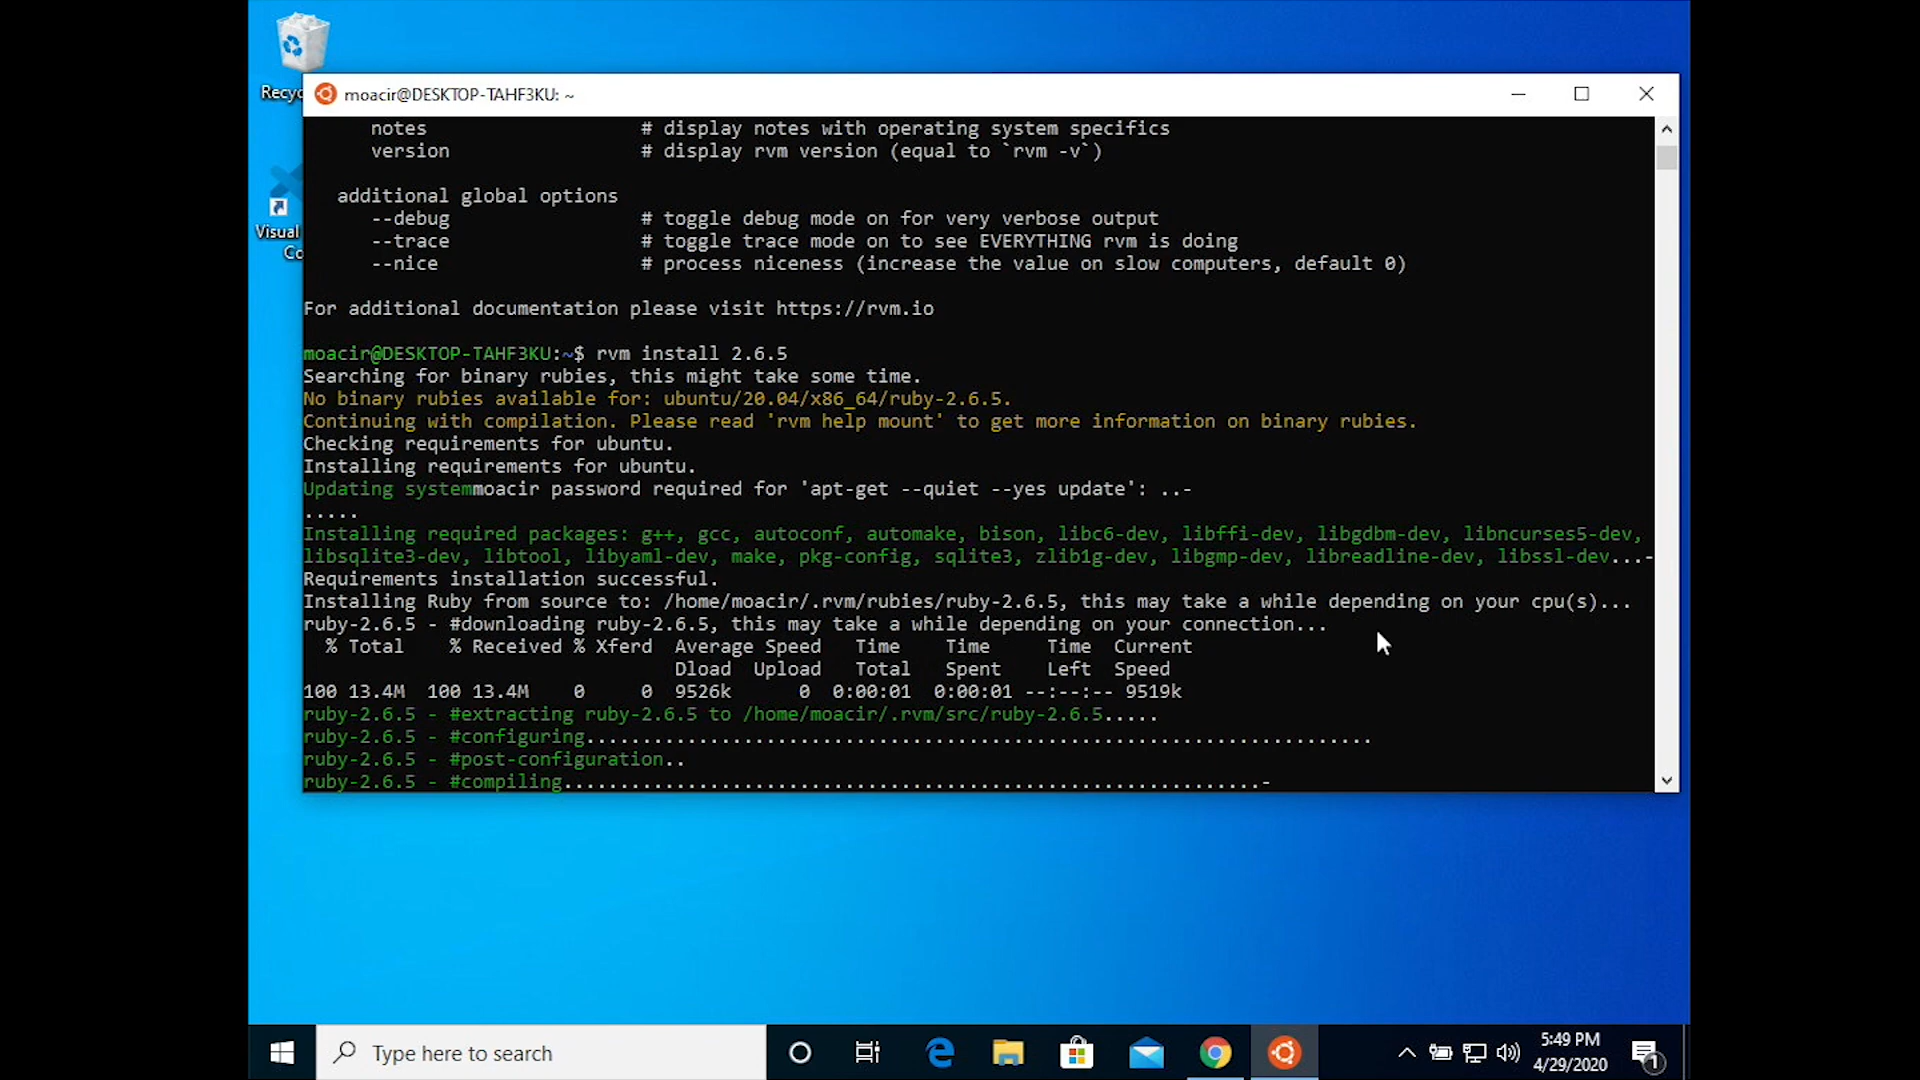 Recyc
moacir@DESKTOP-TAHF3KU: ~
notes # display notes with operating system specifics
version # display rvm version (equal to `rvm -v`)
additional global options
--debug # toggle debug mode on for very verbose output
--trace # toggle trace mode on to see EVERYTHING rvm is doing
--nice # process niceness (increase the value on slow computers, default 0)
Visual
Co
For additional documentation please visit https://rvm.io
moacir@DESKTOP-TAHF3KU:~$ rvm install 2.6.5
Searching for binary rubies, this might take some time.
No binary rubies available for: ubuntu/20.04/x86_64/ruby-2.6.5.
Continuing with compilation. Please read 'rvm help mount' to get more information on binary rubies.
Checking requirements for ubuntu.
Installing requirements for ubuntu.
Updating systemmoacir password required for 'apt-get --quiet --yes update': ..-
.....
Installing required packages: g++, gcc, autoconf, automake, bison, libc6-dev, libffi-dev, libgdbm-dev, libncurses5-dev,
libsqlite3-dev, libtool, libyaml-dev, make, pkg-config, sqlite3, zlib1g-dev, libgmp-dev, libreadline-dev, libssl-dev...-
Requirements installation successful.
Installing Ruby from source to: /home/moacir/.rvm/rubies/ruby-2.6.5, this may take a while depending on your cpu(s)...
ruby-2.6.5 - #downloading ruby-2.6.5, this may take a while depending on your connection...
% Total % Received % Xferd Average Speed Time Time Time Current
Dload Upload Total Spent Left Speed
100 13.4M 100 13.4M 0 0 9526k 0 0:00:01 0:00:01 --:--:-- 9519k
ruby-2.6.5 - #extracting ruby-2.6.5 to /home/moacir/.rvm/src/ruby-2.6.5.....
ruby-2.6.5 - #configuring......................................................................
ruby-2.6.5 - #post-configuration..
ruby-2.6.5 - #compiling..............................................................-
Type here to search
5:49 PM
4/29/2020
1